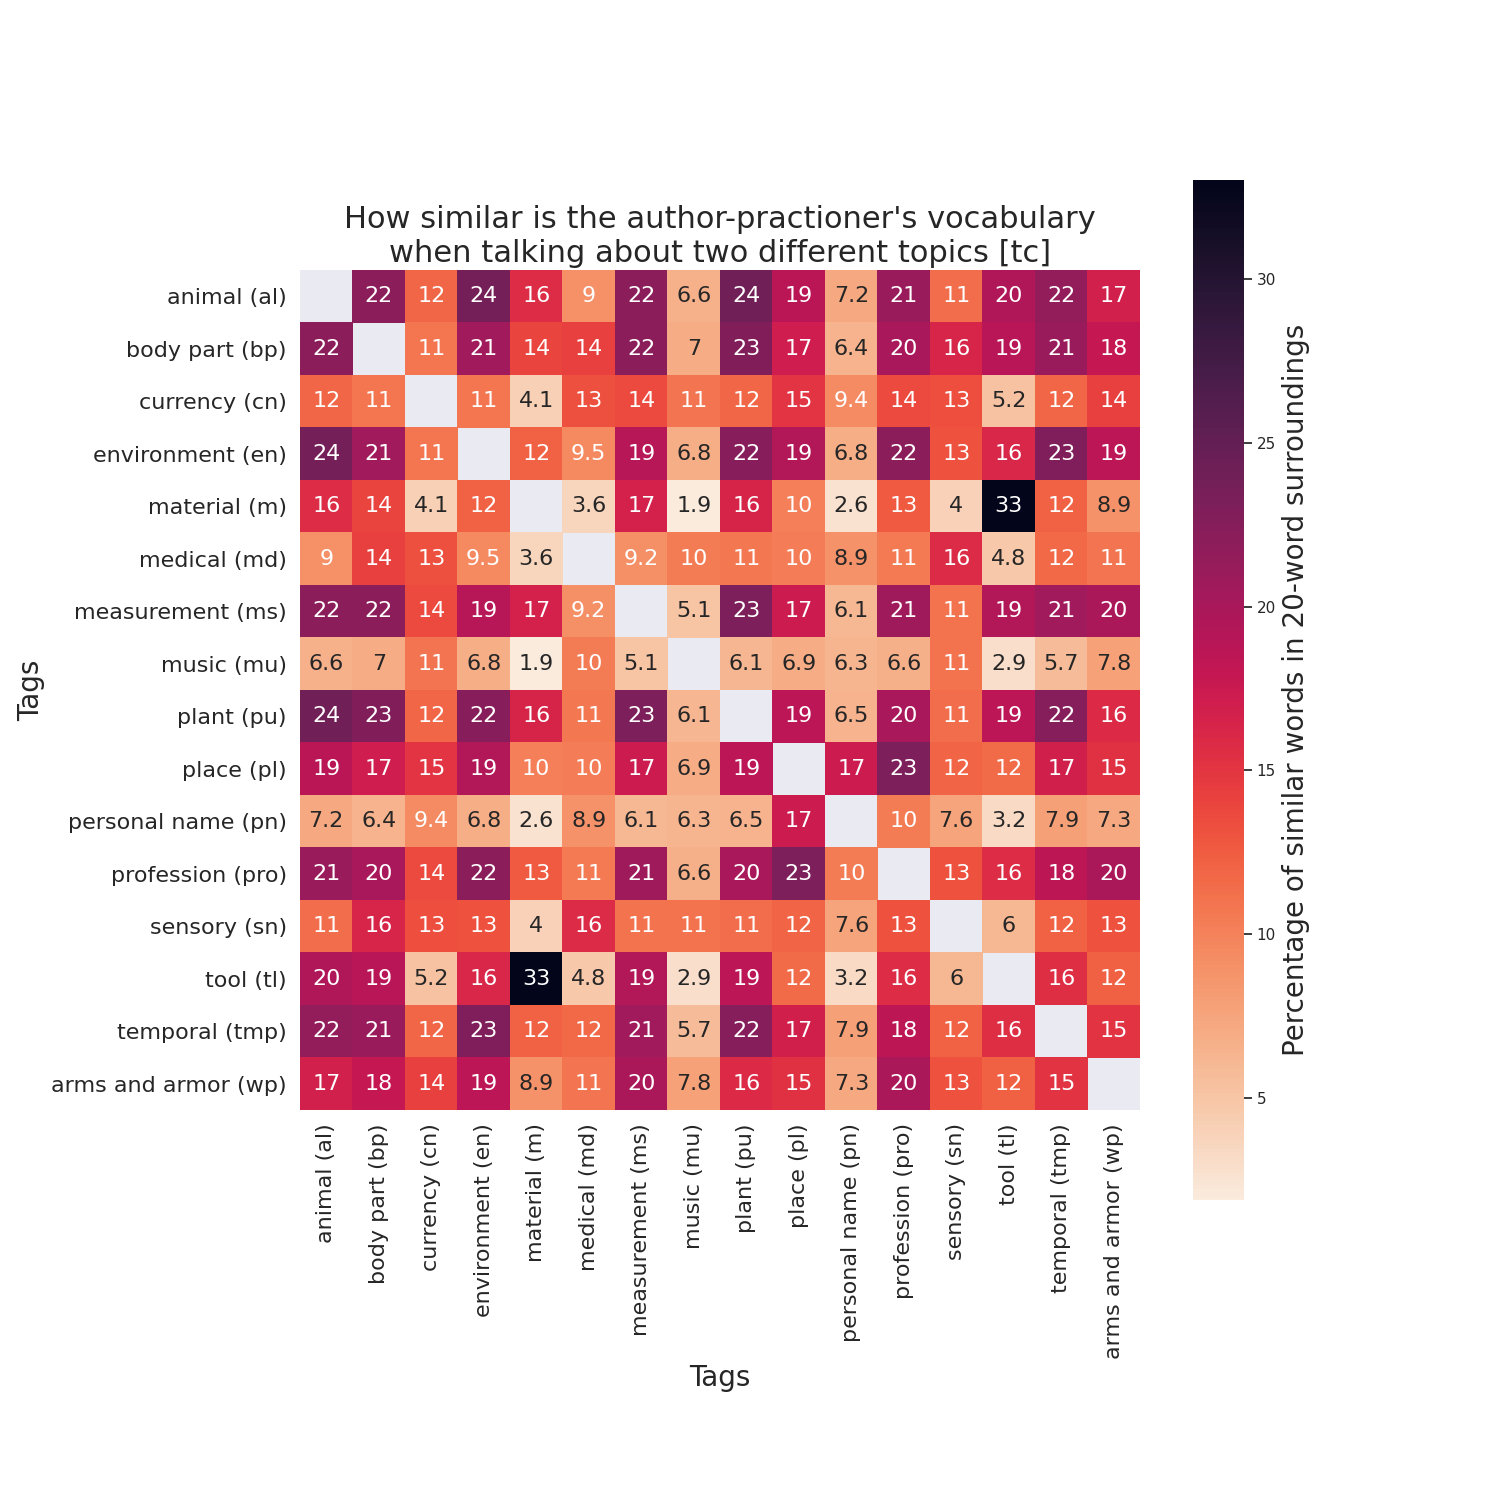 How similar is the author-practioner's vocabulary
when talking about two different topics [tc]
animal (al) 22 12 24 16 9 22 6.6 24 19 7.2 21 11 20 22 17
body part (bp) 22 11 21 14 14 22 7 23 17 6.4 20 16 19 21 18
currency (cn) 12 11 11 4.1 13 14 11 12 15 9.4 14 13 5.2 12 14
environment (en) 24 21 11 12 9.5 19 6.8 22 19 6.8 22 13 16 23 19
material (m) 16 14 4.1 12 3.6 17 1.9 16 10 2.6 13 4 33 12 8.9
medical (md) 9 14 13 9.5 3.6 9.2 10 11 10 8.9 11 16 4.8 12 11
measurement (ms) 22 22 14 19 17 9.2 5.1 23 17 6.1 21 11 19 21 20
music (mu) 6.6 7 11 6.8 1.9 10 5.1 6.1 6.9 6.3 6.6 11 2.9 5.7 7.8
plant (pu) 24 23 12 22 16 11 23 6.1 19 6.5 20 11 19 22 16
place (pl) 19 17 15 19 10 10 17 6.9 19 17 23 12 12 17 15
personal name (pn) 7.2 6.4 9.4 6.8 2.6 8.9 6.1 6.3 6.5 17 10 7.6 3.2 7.9 7.3
profession (pro) 21 20 14 22 13 11 21 6.6 20 23 10 13 16 18 20
sensory (sn) 11 16 13 13 4 16 11 11 11 12 7.6 13 6 12 13
tool (tl) 20 19 5.2 16 33 4.8 19 2.9 19 12 3.2 16 6 16 12
temporal (tmp) 22 21 12 23 12 12 21 5.7 22 17 7.9 18 12 16 15
arms and armor (wp) 17 18 14 19 8.9 11 20 7.8 16 15 7.3 20 13 12 15
Tags
animal (al)
body part (bp)
currency (cn)
environment (en)
material (m)
medical (md)
measurement (ms)
music (mu)
plant (pu)
place (pl)
personal name (pn)
profession (pro)
sensory (sn)
tool (tl)
temporal (tmp)
arms and armor (wp)
Tags
30
25
20
15
10
5
Percentage of similar words in 20-word surroundings